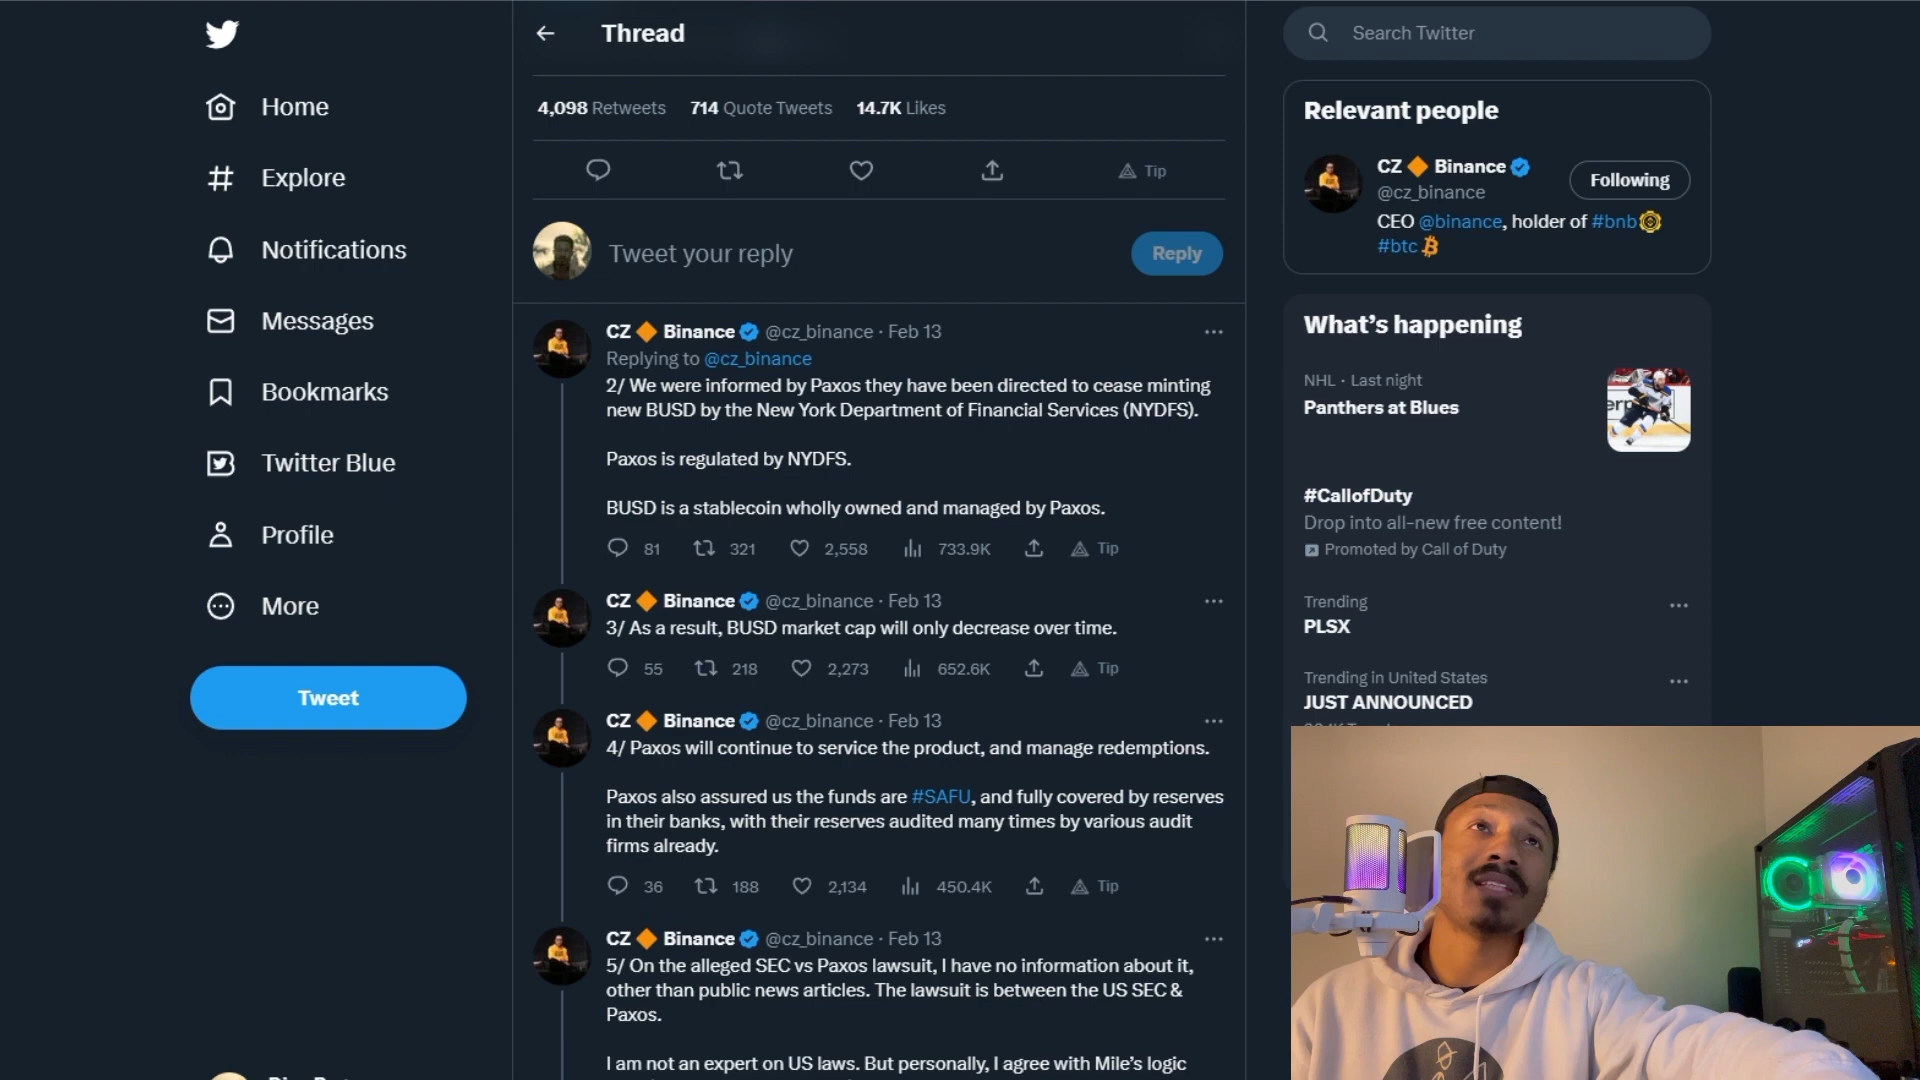 Home
Explore
Notifications
Messages
Bookmarks
Twitter Blue
Profile
More
Tweet
Thread
4,098 Retweets 714 Quote Tweets 14.7K Likes
Tip
Tweet your reply
Reply
CZ 🔶 Binance @cz_binance · Feb 13
Replying to @cz_binance
2/ We were informed by Paxos they have been directed to cease minting
new BUSD by the New York Department of Financial Services (NYDFS).
Paxos is regulated by NYDFS.
BUSD is a stablecoin wholly owned and managed by Paxos.
81 321 2,558 733.9K Tip
CZ 🔶 Binance @cz_binance · Feb 13
3/ As a result, BUSD market cap will only decrease over time.
55 218 2,273 652.6K Tip
CZ 🔶 Binance @cz_binance · Feb 13
4/ Paxos will continue to service the product, and manage redemptions.
Paxos also assured us the funds are #SAFU, and fully covered by reserves
in their banks, with their reserves audited many times by various audit
firms already.
36 188 2,134 450.4K Tip
CZ 🔶 Binance @cz_binance · Feb 13
5/ On the alleged SEC vs Paxos lawsuit, I have no information about it,
other than public news articles. The lawsuit is between the US SEC &
Paxos.
I am not an expert on US laws. But personally, I agree with Mile's logic
Search Twitter
Relevant people
CZ 🔶 Binance
@cz_binance
Following
CEO @binance, holder of #bnb
#btc
What's happening
NHL · Last night
Panthers at Blues
#CallofDuty
Drop into all-new free content!
Promoted by Call of Duty
Trending
PLSX
Trending in United States
JUST ANNOUNCED